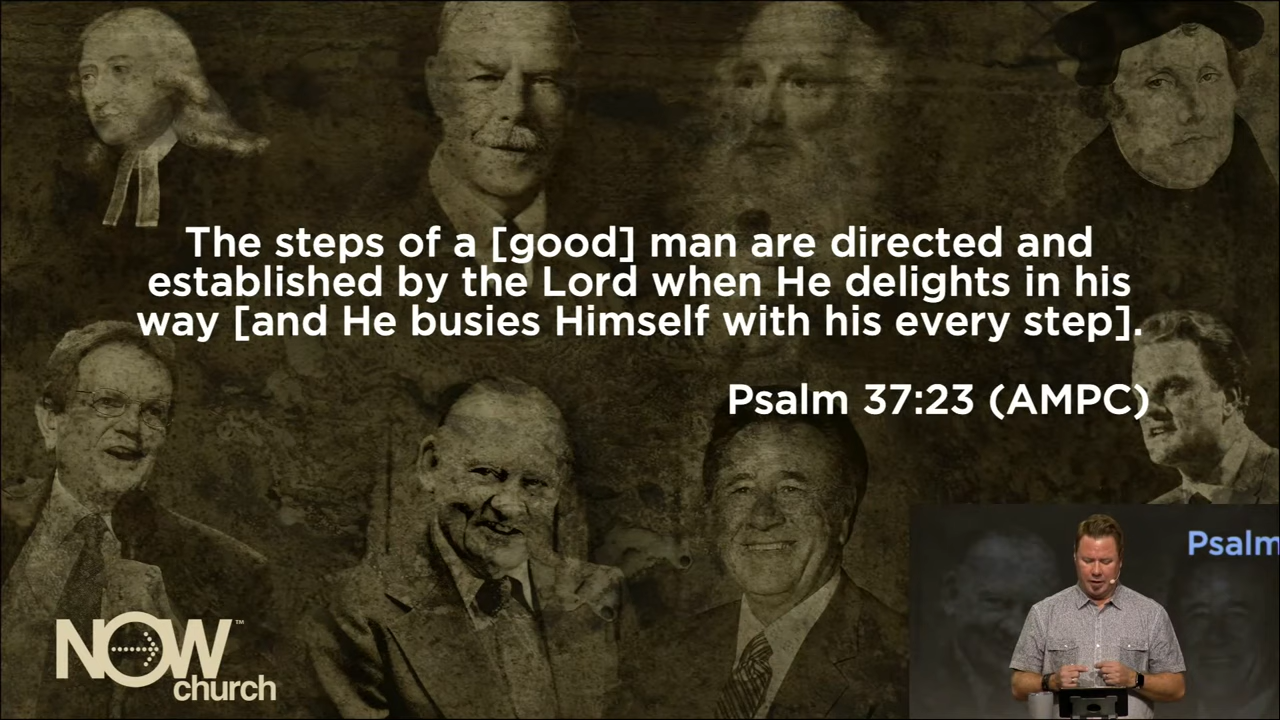 The steps of a [good] man are directed and
established by the Lord when He delights in his
way [and He busies Himself with his every step].
Psalm 37:23 (AMPC)
Psalm
NOW™
church